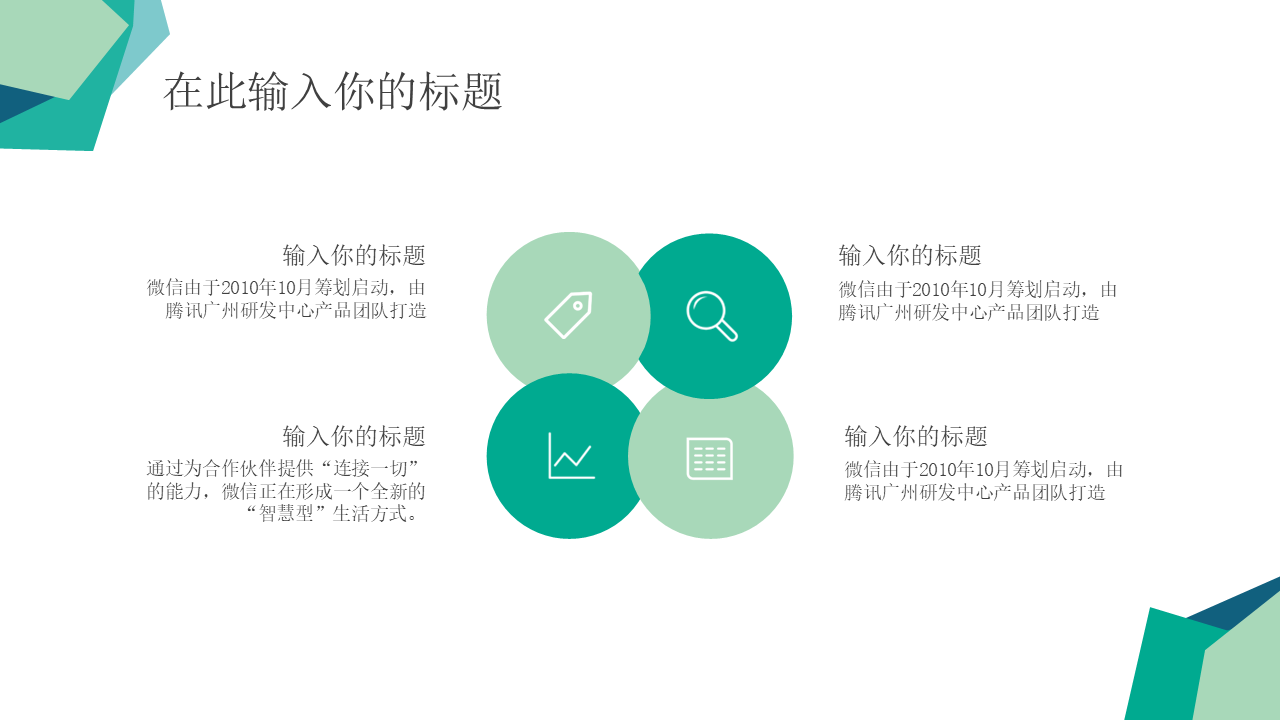 在此输入你的标题
输入你的标题
微信由于2010年10月筹划启动，由
腾讯广州研发中心产品团队打造
输入你的标题
微信由于2010年10月筹划启动，由
腾讯广州研发中心产品团队打造
输入你的标题
通过为合作伙伴提供“连接一切”
的能力，微信正在形成一个全新的
“智慧型”生活方式。
输入你的标题
微信由于2010年10月筹划启动，由
腾讯广州研发中心产品团队打造